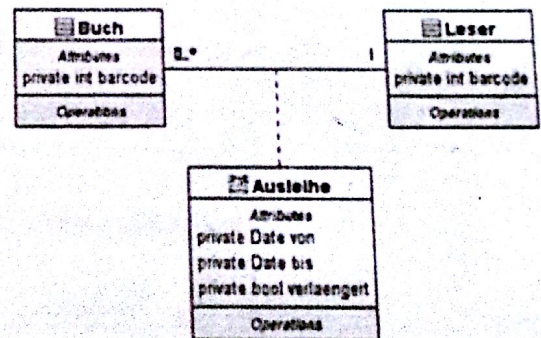 Buch
Attributes
private int barcode
Operations
0..*
1
Leser
Attributes
private int barcode
Operations
Ausleihe
Attributes
private Date von
private Date bis
private bool verlaengert
Operations